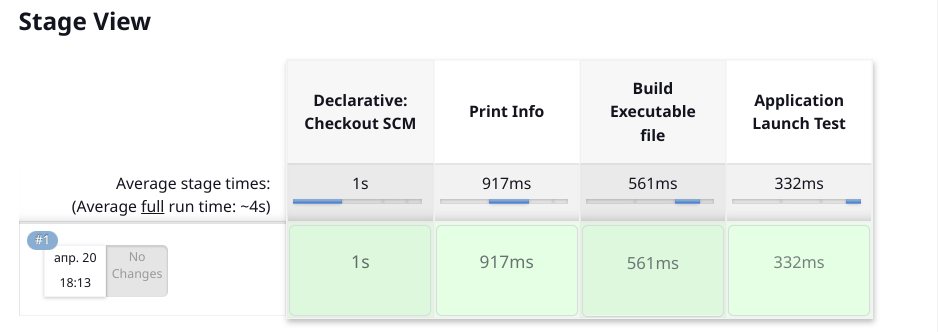 Stage View
Declarative:
Checkout SCM
Print Info
Build
Executable
file
Application
Launch Test
Average stage times:
(Average full run time: ~4s)
1s
917ms
561ms
332ms
#1
апр. 20
18:13
No
Changes
1s
917ms
561ms
332ms